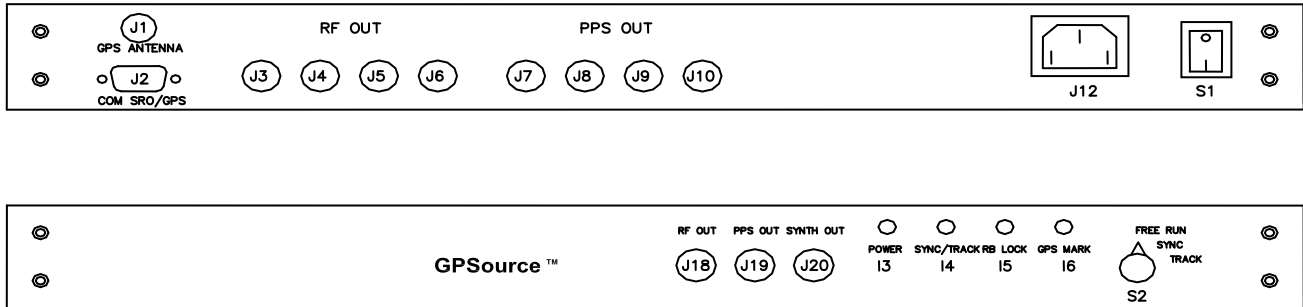 J1 RF OUT PPS OUT
GPS ANTENNA
J2 J3 J4 J5 J6 J7 J8 J9 J10
COM SRO/GPS
J12 S1
RF OUT PPS OUT SYNTH OUT FREE RUN
POWER SYNC/TRACK RB LOCK GPS MARK SYNC
TRACK
GPSource™ J18 J19 J20 I3 I4 I5 I6
S2